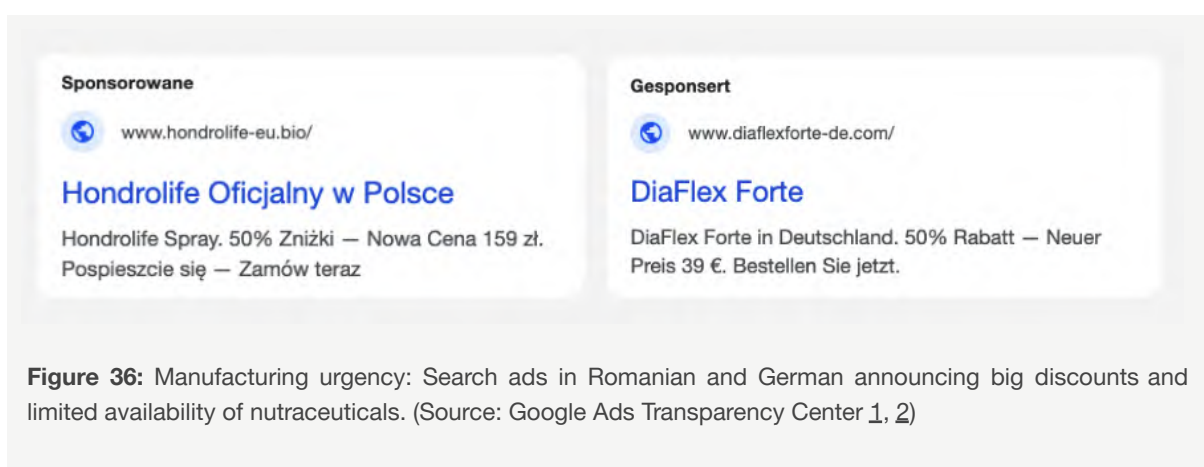 Sponsorowane
www.hondrolife-eu.bio/
Hondrolife Oficjalny w Polsce
Hondrolife Spray. 50% Zniżki — Nowa Cena 159 zł.
Pospieszcie się — Zamów teraz
Gesponsert
www.diaflexforte-de.com/
DiaFlex Forte
DiaFlex Forte in Deutschland. 50% Rabatt — Neuer
Preis 39 €. Bestellen Sie jetzt.
Figure 36: Manufacturing urgency: Search ads in Romanian and German announcing big discounts and
limited availability of nutraceuticals. (Source: Google Ads Transparency Center 1, 2)